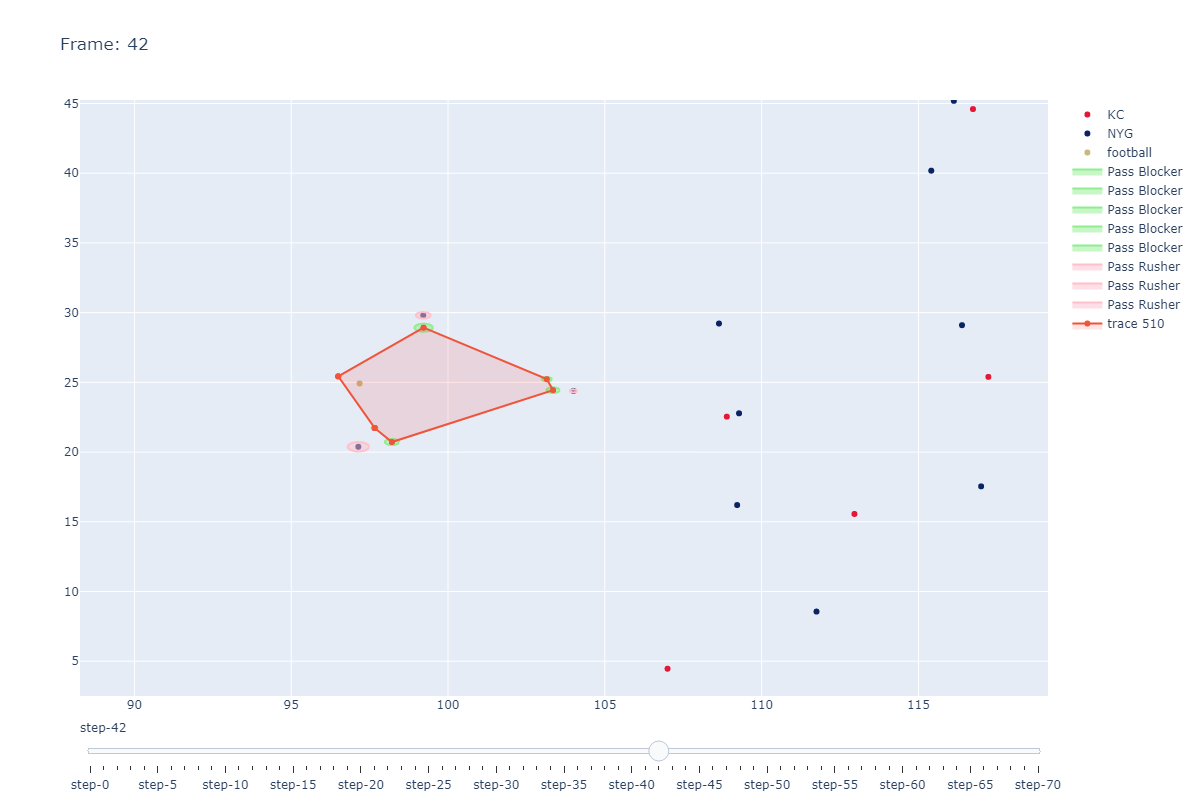 Frame: 42
45
40
35
30
25
20
15
10
5
90 95 100 105 110 115
KC
NYG
football
Pass Blocker
Pass Blocker
Pass Blocker
Pass Blocker
Pass Blocker
Pass Rusher
Pass Rusher
Pass Rusher
trace 510
step-42
step-0 step-5 step-10 step-15 step-20 step-25 step-30 step-35 step-40 step-45 step-50 step-55 step-60 step-65 step-70